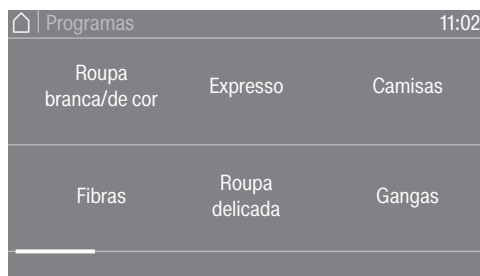 Programas
11:02
Roupa
branca/de cor
Expresso
Camisas
Fibras
Roupa
delicada
Gangas